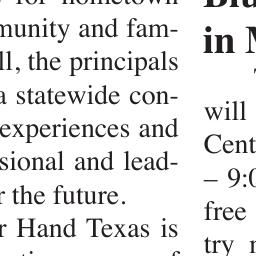 for hometown
munity and fam-
ll, the principals
a statewide con-
experiences and
sional and lead-
r the future.
r Hand Texas is
in M
will
Cent
– 9:0
free
try